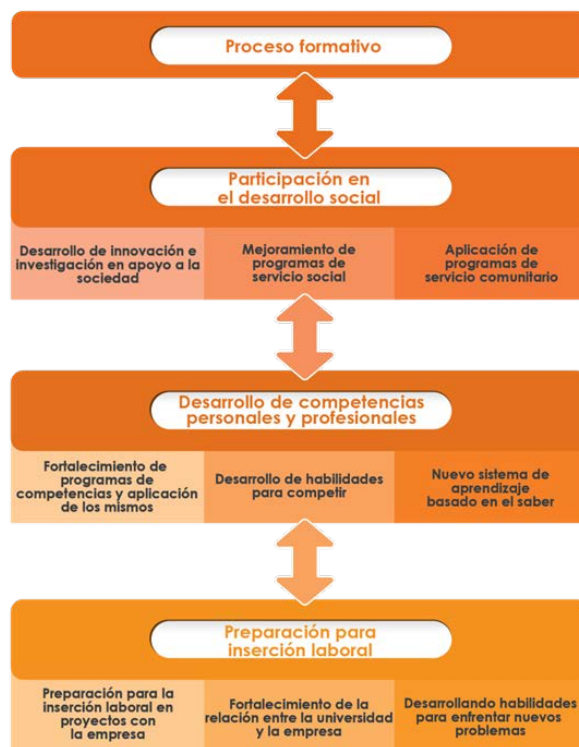 Proceso formativo
Participación en
el desarrollo social
Desarrollo de innovación e
investigación en apoyo a la
sociedad
Mejoramiento de
programas de
servicio social
Aplicación de
programas de
servicio comunitario
Desarrollo de competencias
personales y profesionales
Fortalecimiento de
programas de
competencias y aplicación
de los mismos
Desarrollo de habilidades
para competir
Nuevo sistema de
aprendizaje
basado en el saber
Preparación para
inserción laboral
Preparación para la
inserción laboral en
proyectos con
la empresa
Fortalecimiento de la
relación entre la universidad
y la empresa
Desarrollando habilidades
para enfrentar nuevos
problemas